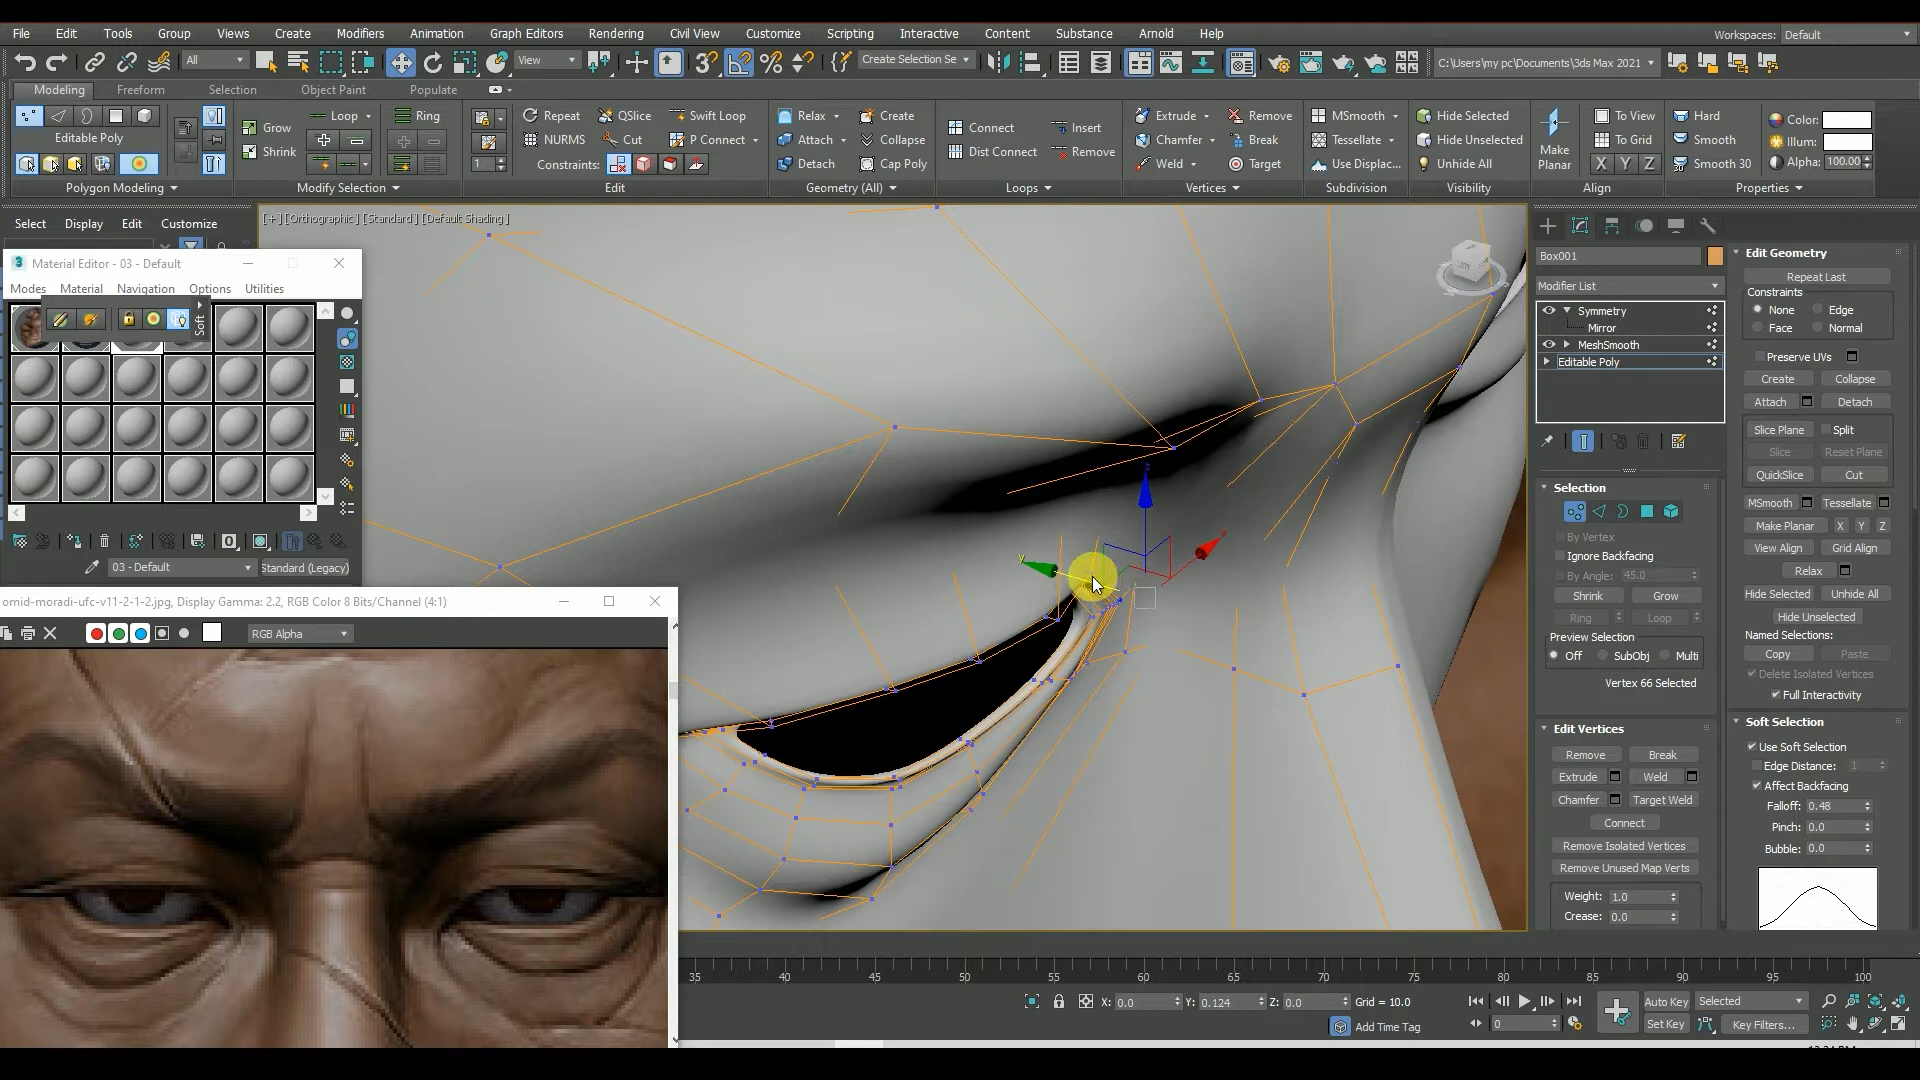 File Edit Tools Group Views Create Modifiers Animation Graph Editors Rendering Civil View Customize Scripting Interactive Content Substance Arnold Help
Workspaces: Default
All View Create Selection Se C:\Users\my pc\Documents\3ds Max 2021
Modeling Freeform Selection Object Paint Populate
Loop Ring Repeat QSlice Swift Loop Relax Create Extrude Remove MSmooth Hide Selected To View Hard Color:
Editable Poly Grow NURMS Cut P Connect Attach Collapse Connect Insert Chamfer Break Tessellate Hide Unselected Make Planar To Grid Smooth Illum:
Shrink 1 Constraints: Detach Cap Poly Dist Connect Remove Weld Target Use Displac... Unhide All X Y Z Smooth 30 Alpha: 100.00
Polygon Modeling Modify Selection Edit Geometry (All) Loops Vertices Subdivision Visibility Align Properties
Select Display Edit Customize
[+] [Orthographic] [Standard] [Default Shading]
Material Editor - 03 - Default
Modes Material Navigation Options Utilities
Soft
03 - Default Standard (Legacy)
omid-moradi-ufc-v11-2-1-2.jpg, Display Gamma: 2.2, RGB Color 8 Bits/Channel (4:1)
RGB Alpha
Box001
Modifier List
Symmetry
Mirror
MeshSmooth
Editable Poly
Selection
By Vertex
Ignore Backfacing
By Angle: 45.0
Shrink Grow
Ring Loop
Preview Selection
Off SubObj Multi
Vertex 66 Selected
Edit Vertices
Remove Break
Extrude Weld
Chamfer Target Weld
Connect
Remove Isolated Vertices
Remove Unused Map Verts
Weight: 1.0
Crease: 0.0
Edit Geometry
Repeat Last
Constraints
None Edge
Face Normal
Preserve UVs
Create Collapse
Attach Detach
Slice Plane Split
Slice Reset Plane
QuickSlice Cut
MSmooth Tessellate
Make Planar X Y Z
View Align Grid Align
Relax
Hide Selected Unhide All
Hide Unselected
Named Selections:
Copy Paste
Delete Isolated Vertices
Full Interactivity
Soft Selection
Use Soft Selection
Edge Distance: 1
Affect Backfacing
Falloff: 0.48
Pinch: 0.0
Bubble: 0.0
35 40 45 50 55 60 65 70 75 80 85 90 95 100
X: 0.0 Y: 0.124 Z: 0.0 Grid = 10.0 Auto Key Selected
Add Time Tag 0 Set Key Key Filters...